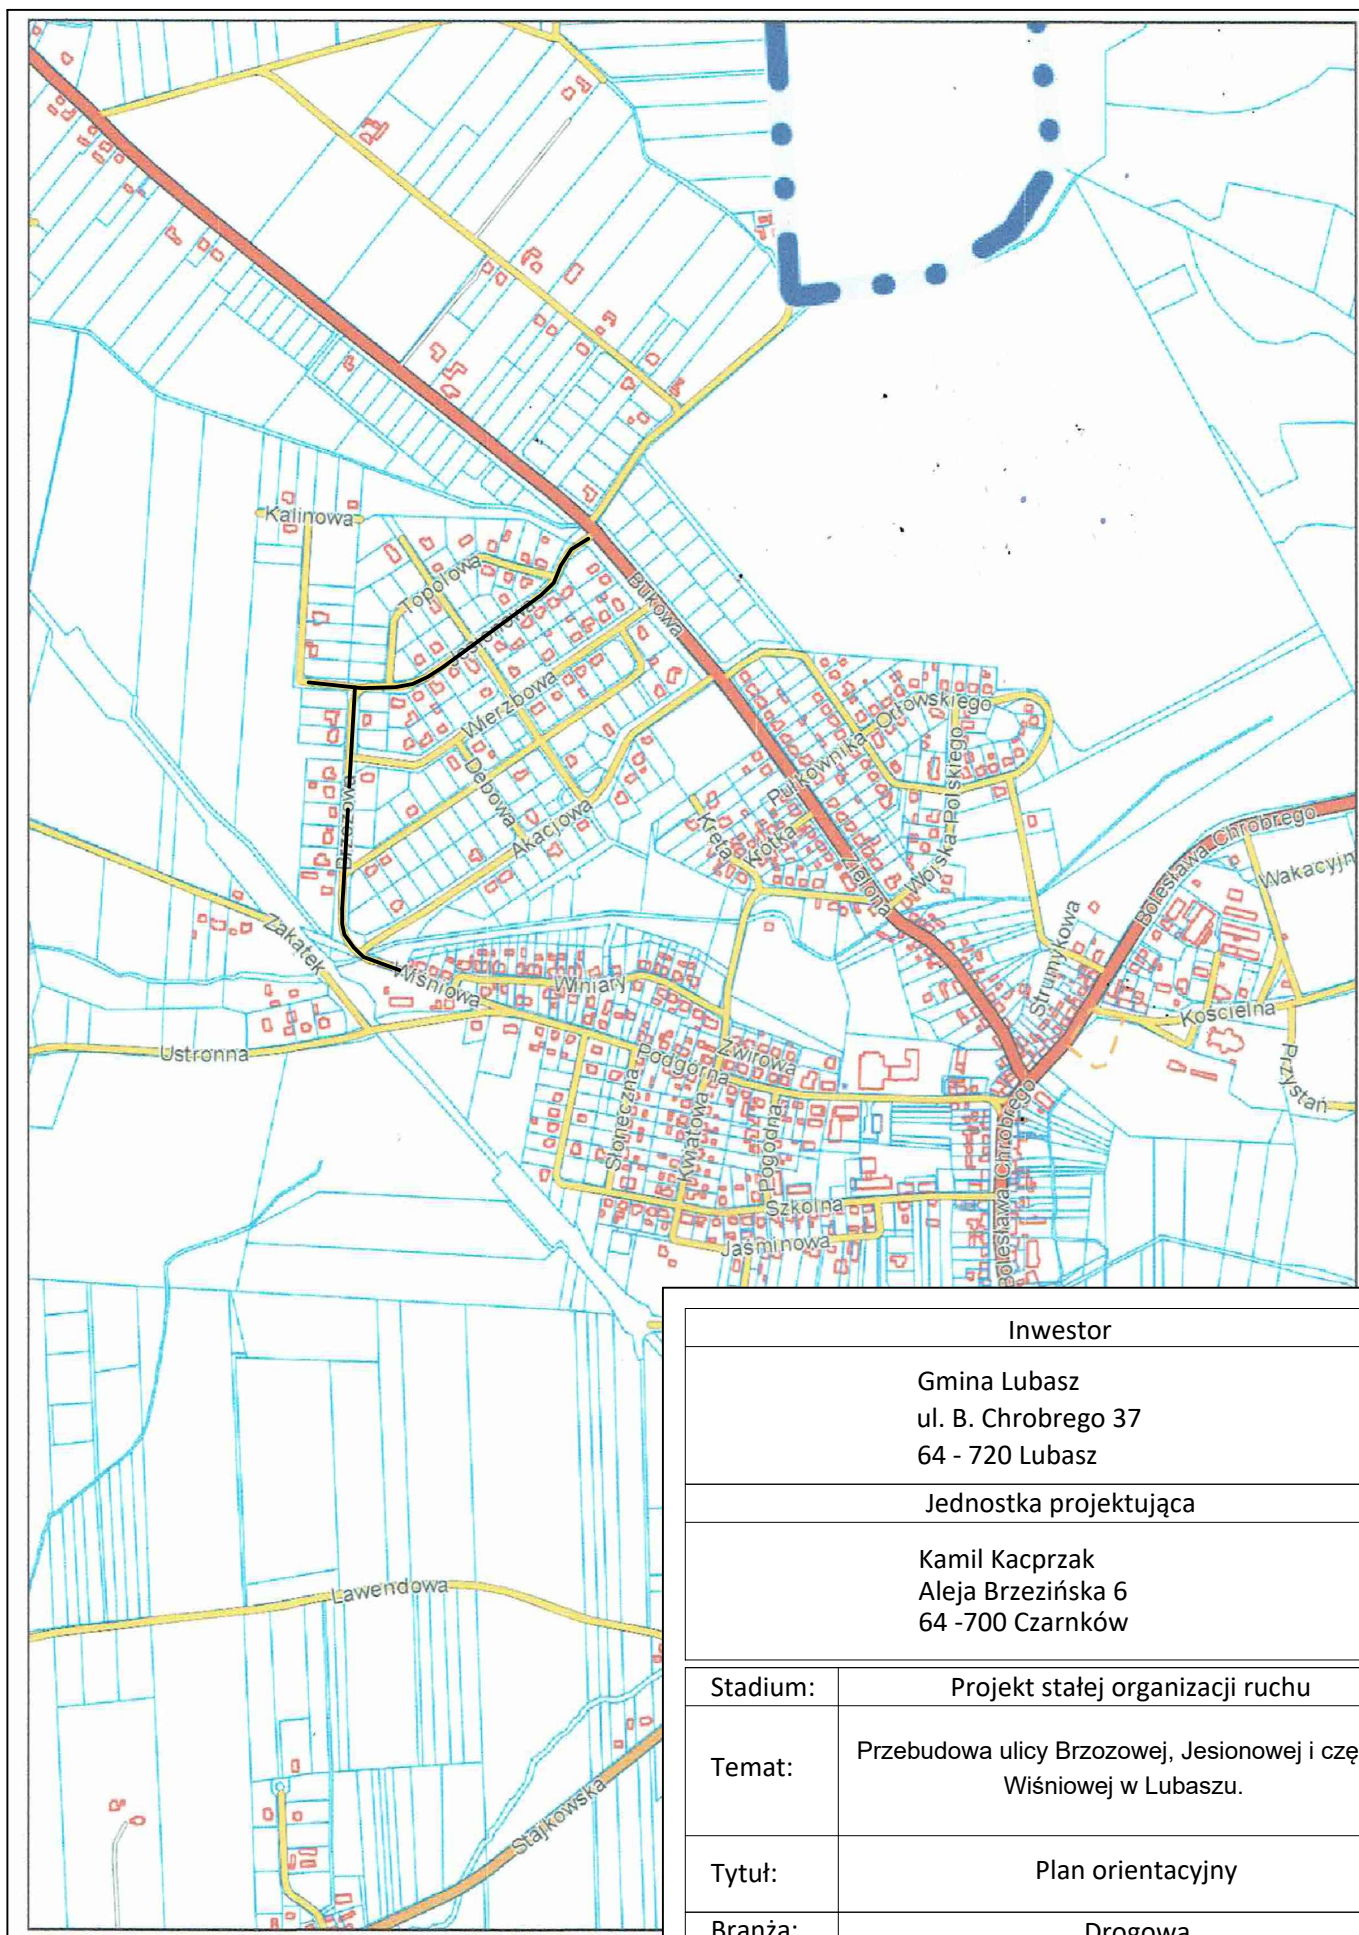 Kalinowa
Topolowa
Bukowa
Wierzbowa
Dębowa
Akacjowa
Brzozowa
Orłowskiego
Pułkownika
Wojska Polskiego
Kręta
Krótka
Zielona
Bolesława Chrobrego
Wakacyjn
Strumykowa
Kościelna
Przystań
Zakątek
Wiśniowa
Winiary
Ustronna
Żwirowa
Podgórna
Słoneczna
Kwiatowa
Pogodna
Szkolna
Jaśminowa
Bolesława Chrobrego
Lawendowa
Stajkowska
Inwestor
Gmina Lubasz
ul. B. Chrobrego 37
64 - 720 Lubasz
Jednostka projektująca
Kamil Kacprzak
Aleja Brzezińska 6
64 -700 Czarnków
Stadium:
Projekt stałej organizacji ruchu
Temat:
Przebudowa ulicy Brzozowej, Jesionowej i czę
Wiśniowej w Lubaszu.
Tytuł:
Plan orientacyjny
Branża:
Drogowa